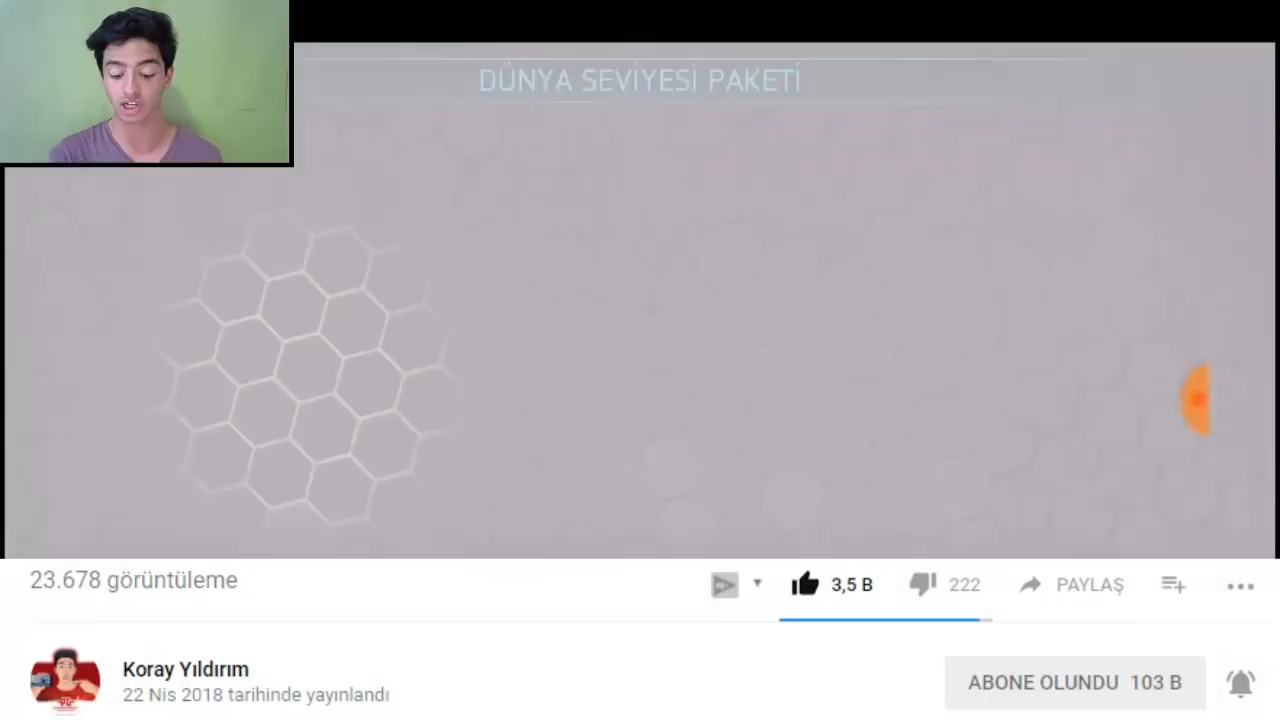 DÜNYA SEVİYESİ PAKETİ
23.678 görüntüleme
3,5 B
222
PAYLAŞ
Koray Yıldırım
22 Nis 2018 tarihinde yayınlandı
ABONE OLUNDU 103 B